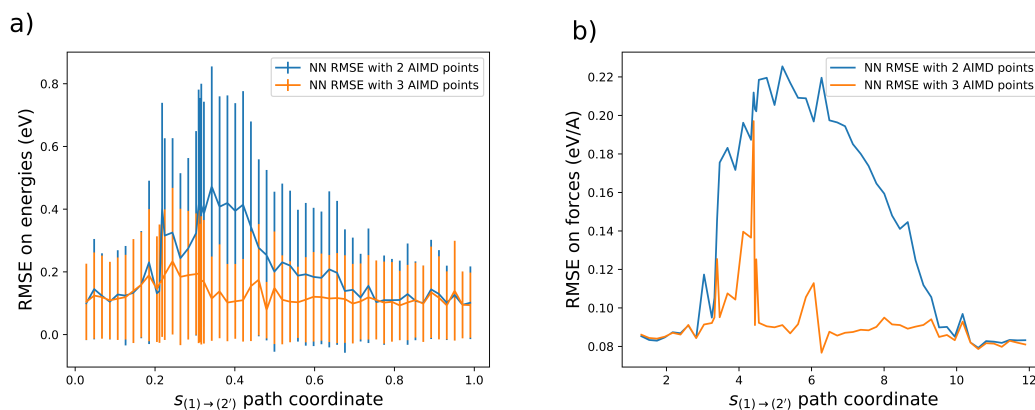 a)
NN RMSE with 2 AIMD points
NN RMSE with 3 AIMD points
RMSE on energies (eV)
0.8
0.6
0.4
0.2
0.0
0.0 0.2 0.4 0.6 0.8 1.0
s(1)→(2′) path coordinate
b)
NN RMSE with 2 AIMD points
NN RMSE with 3 AIMD points
RMSE on forces (eV/A)
0.22
0.20
0.18
0.16
0.14
0.12
0.10
0.08
2 4 6 8 10 12
s(1)→(2′) path coordinate